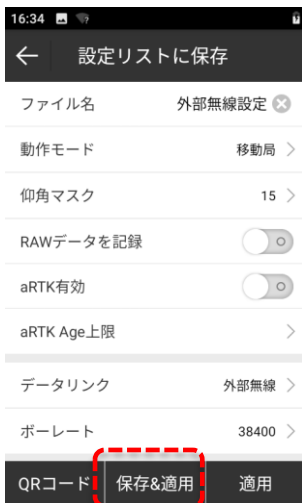 16:34
← 設定リストに保存
ファイル名 外部無線設定
動作モード 移動局 >
仰角マスク 15 >
RAWデータを記録
aRTK有効
aRTK Age上限 >
データリンク 外部無線 >
ボーレート 38400 >
QRコード 保存&適用 適用